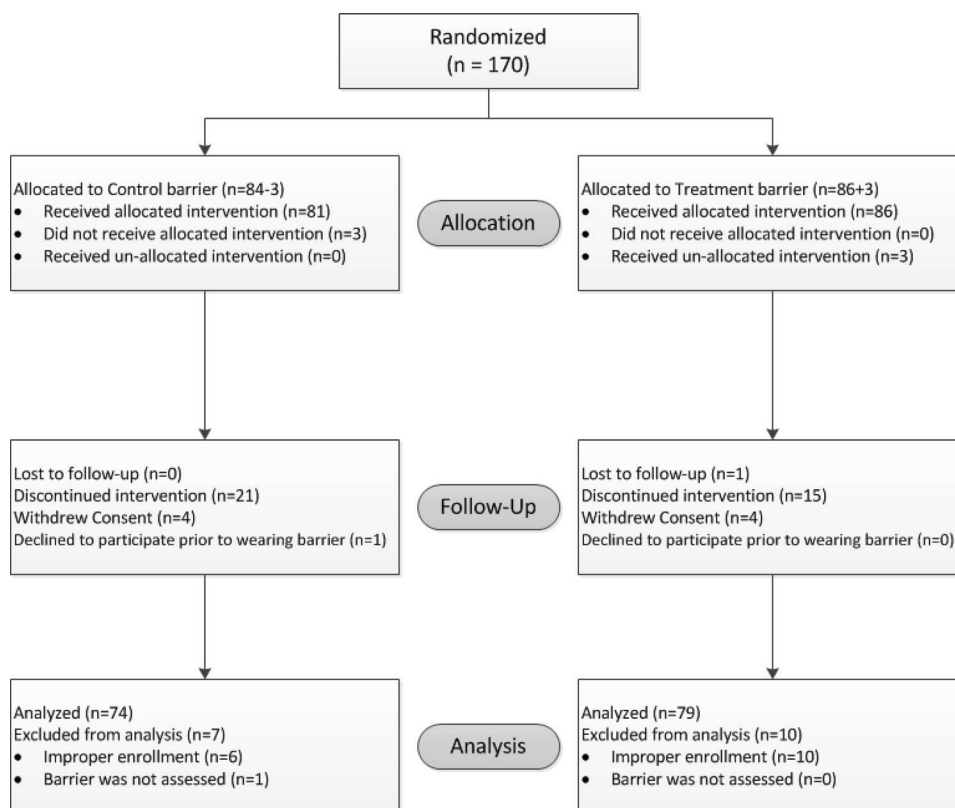 Randomized
(n = 170)
Allocated to Control barrier (n=84-3)
• Received allocated intervention (n=81)
• Did not receive allocated intervention (n=3)
• Received un-allocated intervention (n=0)
Allocation
Allocated to Treatment barrier (n=86+3)
• Received allocated intervention (n=86)
• Did not receive allocated intervention (n=0)
• Received un-allocated intervention (n=3)
Lost to follow-up (n=0)
Discontinued intervention (n=21)
Withdrew Consent (n=4)
Declined to participate prior to wearing barrier (n=1)
Follow-Up
Lost to follow-up (n=1)
Discontinued intervention (n=15)
Withdrew Consent (n=4)
Declined to participate prior to wearing barrier (n=0)
Analyzed (n=74)
Excluded from analysis (n=7)
• Improper enrollment (n=6)
• Barrier was not assessed (n=1)
Analysis
Analyzed (n=79)
Excluded from analysis (n=10)
• Improper enrollment (n=10)
• Barrier was not assessed (n=0)